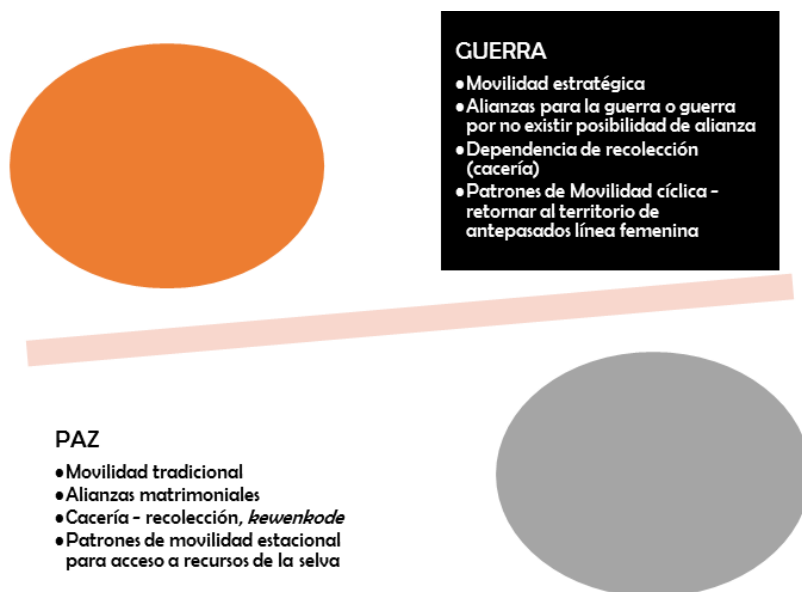 GUERRA
•Movilidad estratégica
•Alianzas para la guerra o guerra
por no existir posibilidad de alianza
•Dependencia de recolección
(cacería)
•Patrones de Movilidad cíclica –
retornar al territorio de
antepasados línea femenina
PAZ
•Movilidad tradicional
•Alianzas matrimoniales
•Cacería – recolección, kewenkode
•Patrones de movilidad estacional
para acceso a recursos de la selva